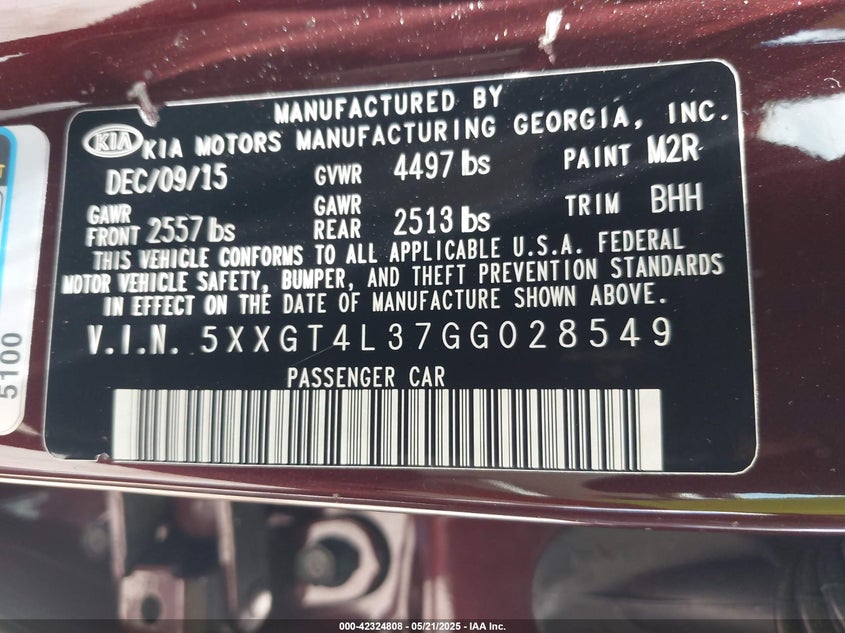 MANUFACTURED BY
KIA KIA MOTORS MANUFACTURING GEORGIA, INC.
DEC/09/15 GVWR 4497 lbs PAINT M2R
GAWR FRONT 2557 lbs GAWR REAR 2513 lbs TRIM BHH
THIS VEHICLE CONFORMS TO ALL APPLICABLE U.S.A. FEDERAL
MOTOR VEHICLE SAFETY, BUMPER, AND THEFT PREVENTION STANDARDS
IN EFFECT ON THE DATE OF MANUFACTURE SHOWN ABOVE.
V.I.N. 5XXGT4L37GG028549
PASSENGER CAR
5100
000-42324808 - 05/21/2025 - IAA Inc.